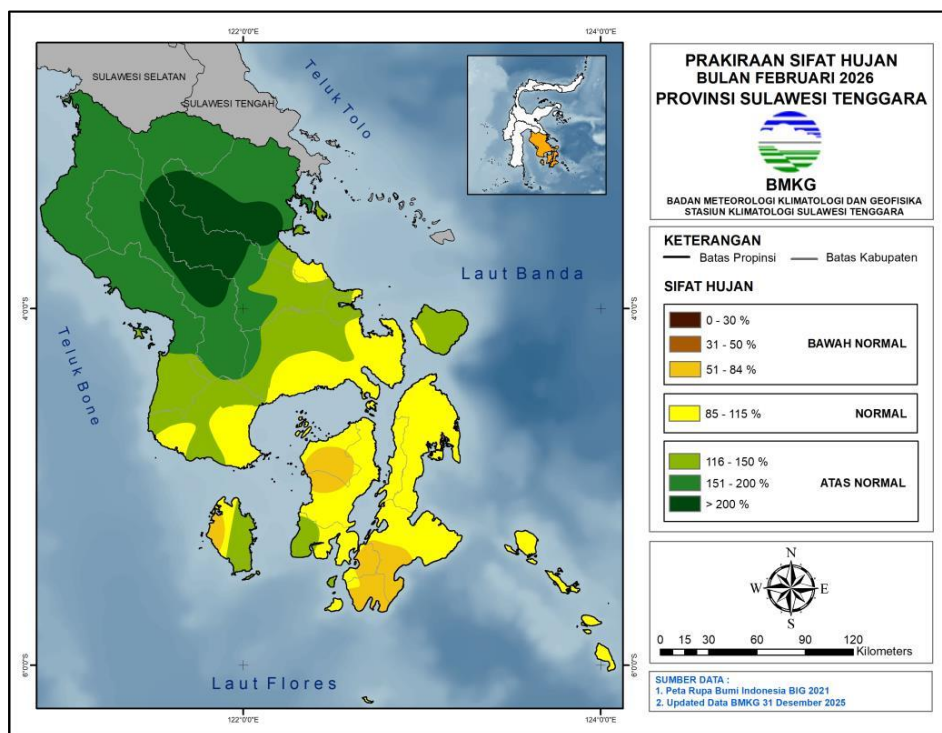 122°0'0"E
124°0'0"E
SULAWESI SELATAN
SULAWESI TENGAH
Teluk Tolo
Laut Banda
4°0'0"S
4°0'0"S
Teluk Bone
6°0'0"S
6°0'0"S
Laut Flores
122°0'0"E
124°0'0"E
PRAKIRAAN SIFAT HUJAN
BULAN FEBRUARI 2026
PROVINSI SULAWESI TENGGARA
BMKG
BADAN METEOROLOGI KLIMATOLOGI DAN GEOFISIKA
STASIUN KLIMATOLOGI SULAWESI TENGGARA
KETERANGAN
Batas Propinsi
Batas Kabupaten
SIFAT HUJAN
0 - 30 %
31 - 50 %
BAWAH NORMAL
51 - 84 %
85 - 115 %
NORMAL
116 - 150 %
151 - 200 %
ATAS NORMAL
> 200 %
N
W
E
S
0 15 30 60 90 120
Kilometers
SUMBER DATA :
1. Peta Rupa Bumi Indonesia BIG 2021
2. Updated Data BMKG 31 Desember 2025